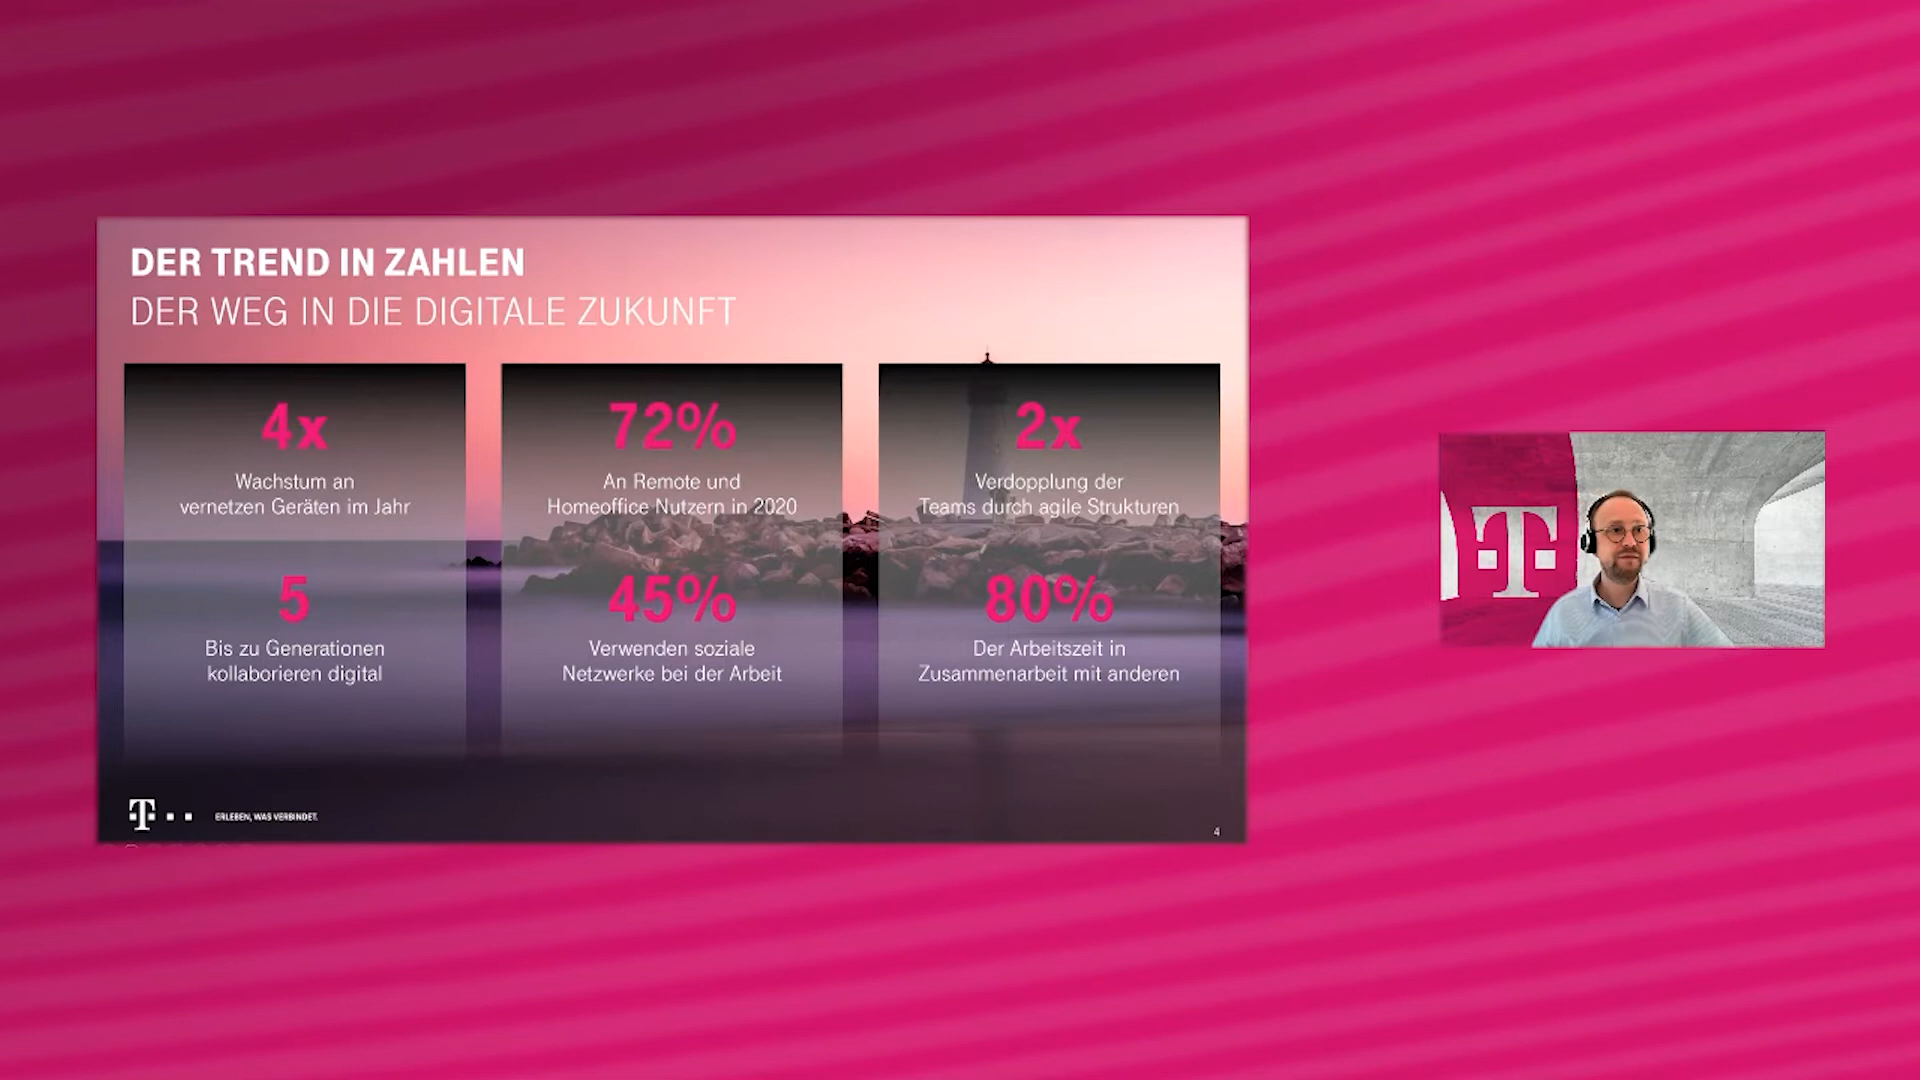 DER TREND IN ZAHLEN
DER WEG IN DIE DIGITALE ZUKUNFT
4x
Wachstum an
vernetzen Geräten im Jahr
5
Bis zu Generationen
kollaborieren digital
72%
An Remote und
Homeoffice Nutzern in 2020
45%
Verwenden soziale
Netzwerke bei der Arbeit
2x
Verdopplung der
Teams durch agile Strukturen
80%
Der Arbeitszeit in
Zusammenarbeit mit anderen
T
ERLEBEN, WAS VERBINDET.
4
T